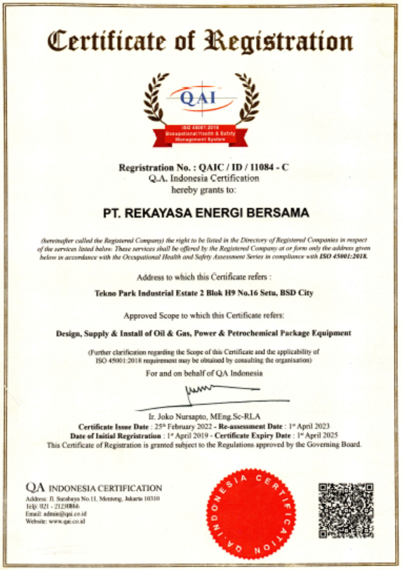 Certificate of Registration
QAI
ISO 45001:2018
Occupational Health & Safety
Management System
Regristration No. : QAIC / ID / 11084 - C
Q.A. Indonesia Certification
hereby grants to:
PT. REKAYASA ENERGI BERSAMA
(hereinafter called the Registered Company) the right to be listed in the Directory of Registered Companies in respect
of the services listed below. These services shall be offered by the Registered Company at or form only the address given
below in accordance with the Occupational Health and Safety Assessment Series in compliance with ISO 45001:2018.
Address to which this Certificate refers :
Tekno Park Industrial Estate 2 Blok H9 No.16 Setu, BSD City
Approved Scope to which this Certificate refers:
Design, Supply & Install of Oil & Gas, Power & Petrochemical Package Equipment
(Further clarification regarding the Scope of this Certificate and the applicability of
ISO 45001:2018 requirement may be obtained by consulting the organisation)
For and on behalf of QA Indonesia
Ir. Joko Nursapto, MEng.Sc-RLA
Certificate Issue Date : 25th February 2022 - Re-assessment Date : 1st April 2023
Date of Initial Registration : 1st April 2019 - Certificate Expiry Date : 1st April 2025
This Certificate of Registration is granted subject to the Regulations approved by the Governing Board.
QA INDONESIA CERTIFICATION
Address: Jl. Surabaya No.11, Menteng, Jakarta 10310
Telp: 021 - 21230866
Email: admin@qai.co.id
Website: www.qe.co.id
QA INDONESIA CERTIFICATION